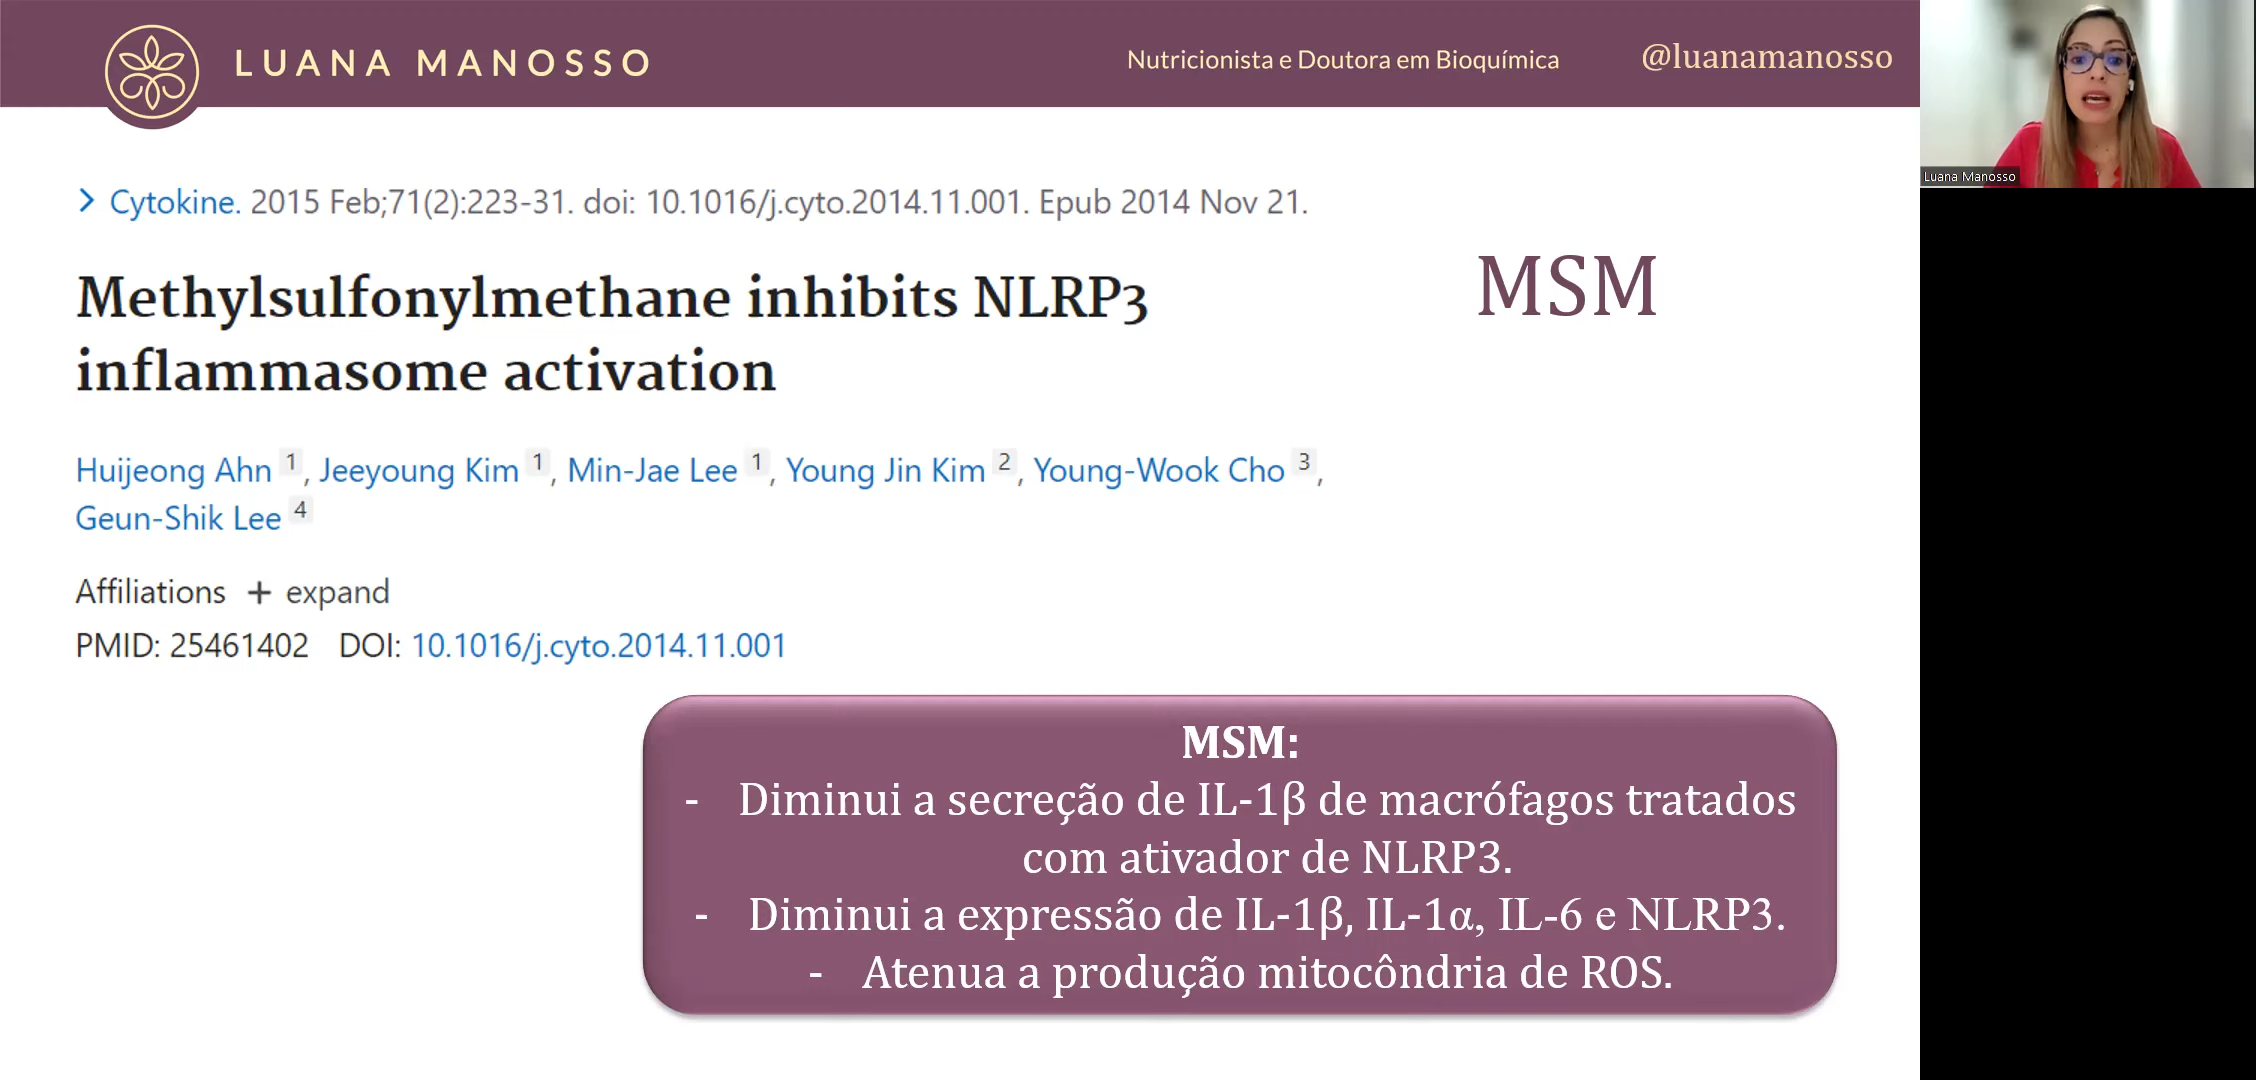 LUANA MANOSSO
Nutricionista e Doutora em Bioquímica
@luanamanosso
Luana Manosso
> Cytokine. 2015 Feb;71(2):223-31. doi: 10.1016/j.cyto.2014.11.001. Epub 2014 Nov 21.
MSM
Methylsulfonylmethane inhibits NLRP3
inflammasome activation
Huijeong Ahn 1, Jeeyoung Kim 1, Min-Jae Lee 1, Young Jin Kim 2, Young-Wook Cho 3,
Geun-Shik Lee 4
Affiliations + expand
PMID: 25461402 DOI: 10.1016/j.cyto.2014.11.001
MSM:
- Diminui a secreção de IL-1β de macrófagos tratados
com ativador de NLRP3.
- Diminui a expressão de IL-1β, IL-1α, IL-6 e NLRP3.
- Atenua a produção mitocôndria de ROS.